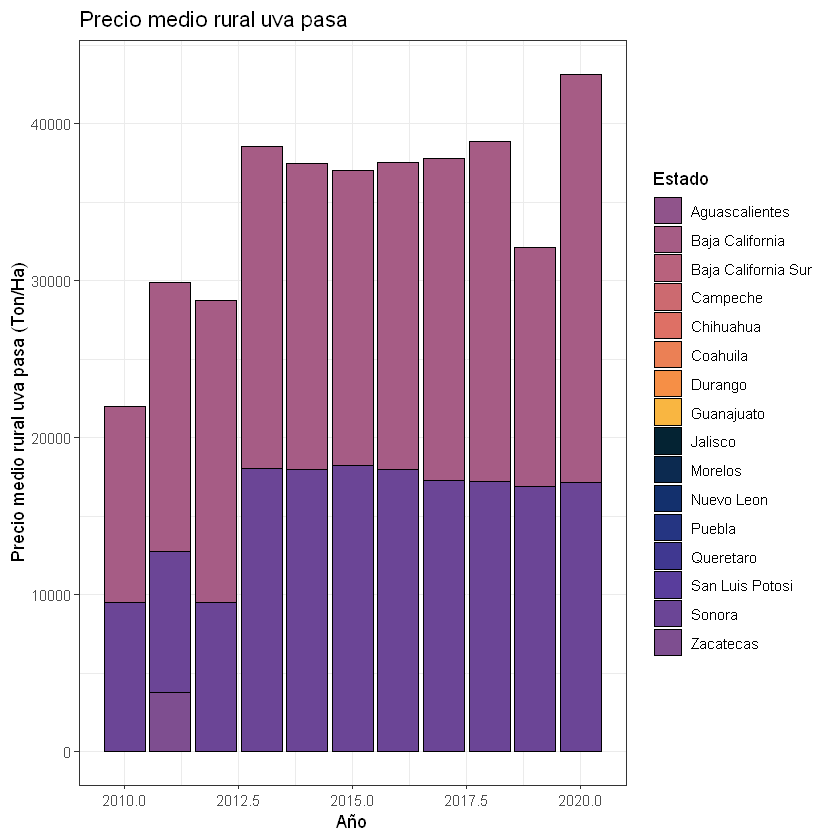 Precio medio rural uva pasa
Precio medio rural uva pasa (Ton/Ha)
40000
30000
20000
10000
0
2010.0
2012.5
2015.0
2017.5
2020.0
Año
Estado
Aguascalientes
Baja California
Baja California Sur
Campeche
Chihuahua
Coahuila
Durango
Guanajuato
Jalisco
Morelos
Nuevo Leon
Puebla
Queretaro
San Luis Potosi
Sonora
Zacatecas